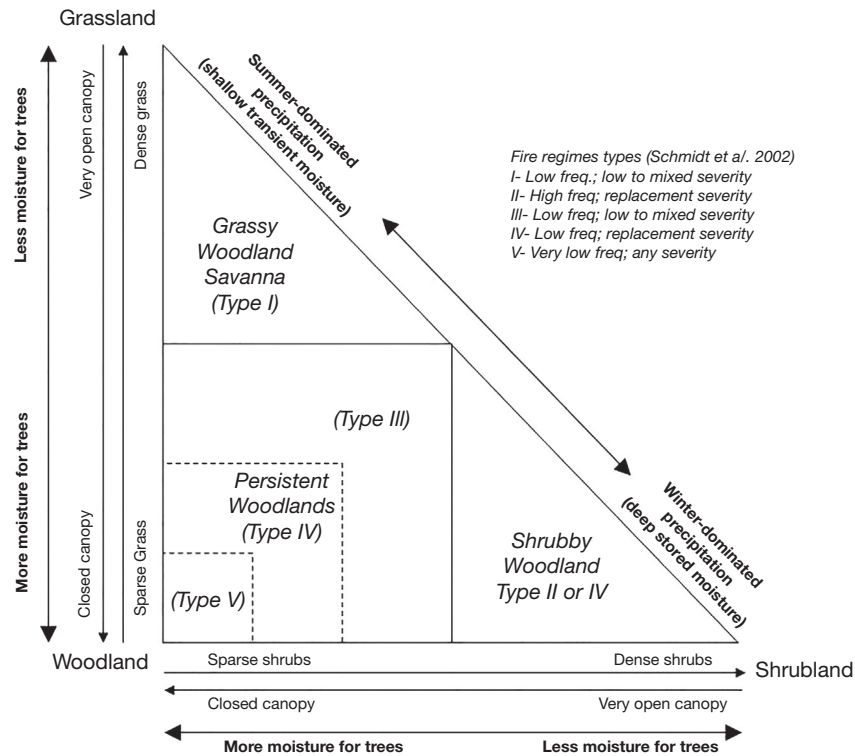 Grassland
Less moisture for trees
More moisture for trees
Very open canopy
Closed canopy
Dense grass
Sparse Grass
Summer-dominated
precipitation
(shallow transient moisture)
Fire regimes types (Schmidt et al. 2002)
I- Low freq.; low to mixed severity
II- High freq; replacement severity
III- Low freq; low to mixed severity
IV- Low freq; replacement severity
V- Very low freq; any severity
Grassy
Woodland
Savanna
(Type I)
(Type III)
Persistent
Woodlands
(Type IV)
(Type V)
Shrubby
Woodland
Type II or IV
Winter-dominated
precipitation
(deep stored moisture)
Woodland
Sparse shrubs
Dense shrubs
Shrubland
Closed canopy
Very open canopy
More moisture for trees
Less moisture for trees